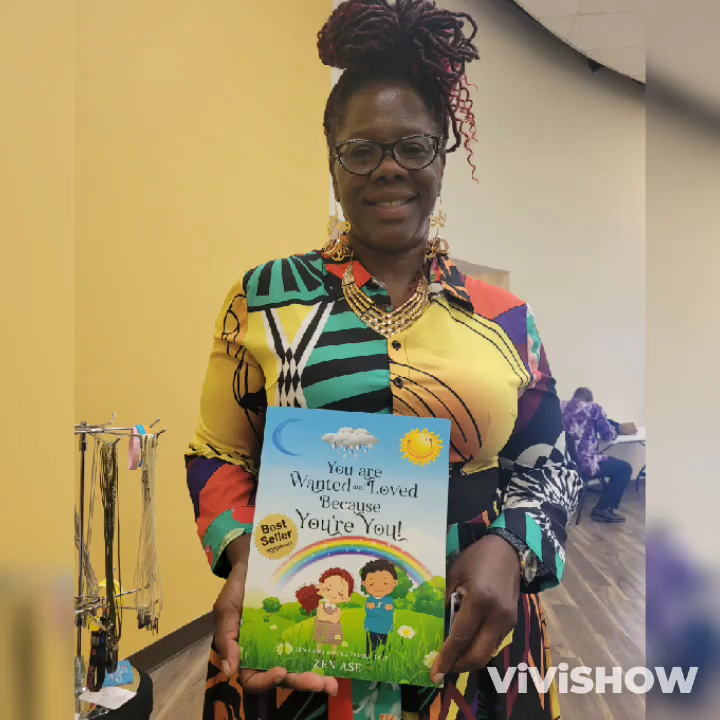 You are
Wanted and Loved
Because
You're You!
Best
Seller
ZEN ASE
ViViSHOW